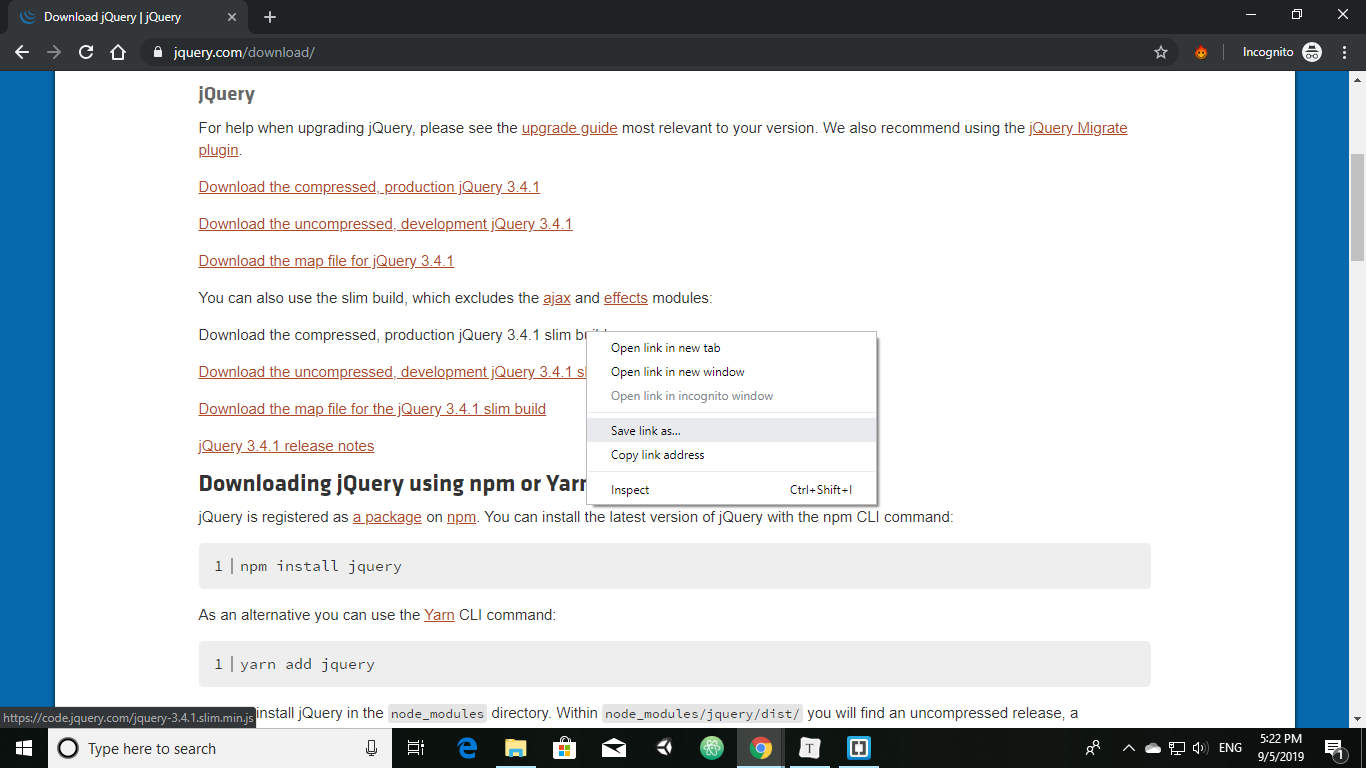 Download jQuery | jQuery
jquery.com/download/
Incognito
jQuery
For help when upgrading jQuery, please see the upgrade guide most relevant to your version. We also recommend using the jQuery Migrate
plugin.
Download the compressed, production jQuery 3.4.1
Download the uncompressed, development jQuery 3.4.1
Download the map file for jQuery 3.4.1
You can also use the slim build, which excludes the ajax and effects modules:
Download the compressed, production jQuery 3.4.1 slim
Download the uncompressed, development jQuery 3.4.1
Download the map file for the jQuery 3.4.1 slim build
jQuery 3.4.1 release notes
Open link in new tab
Open link in new window
Open link in incognito window
Save link as...
Copy link address
Inspect Ctrl+Shift+I
Downloading jQuery using npm or Yarn
jQuery is registered as a package on npm. You can install the latest version of jQuery with the npm CLI command:
1 npm install jquery
As an alternative you can use the Yarn CLI command:
1 yarn add jquery
install jQuery in the node_modules directory. Within node_modules/jquery/dist/ you will find an uncompressed release, a
https://code.jquery.com/jquery-3.4.1.slim.min.js
Type here to search
T
ENG
5:22 PM
9/5/2019
1